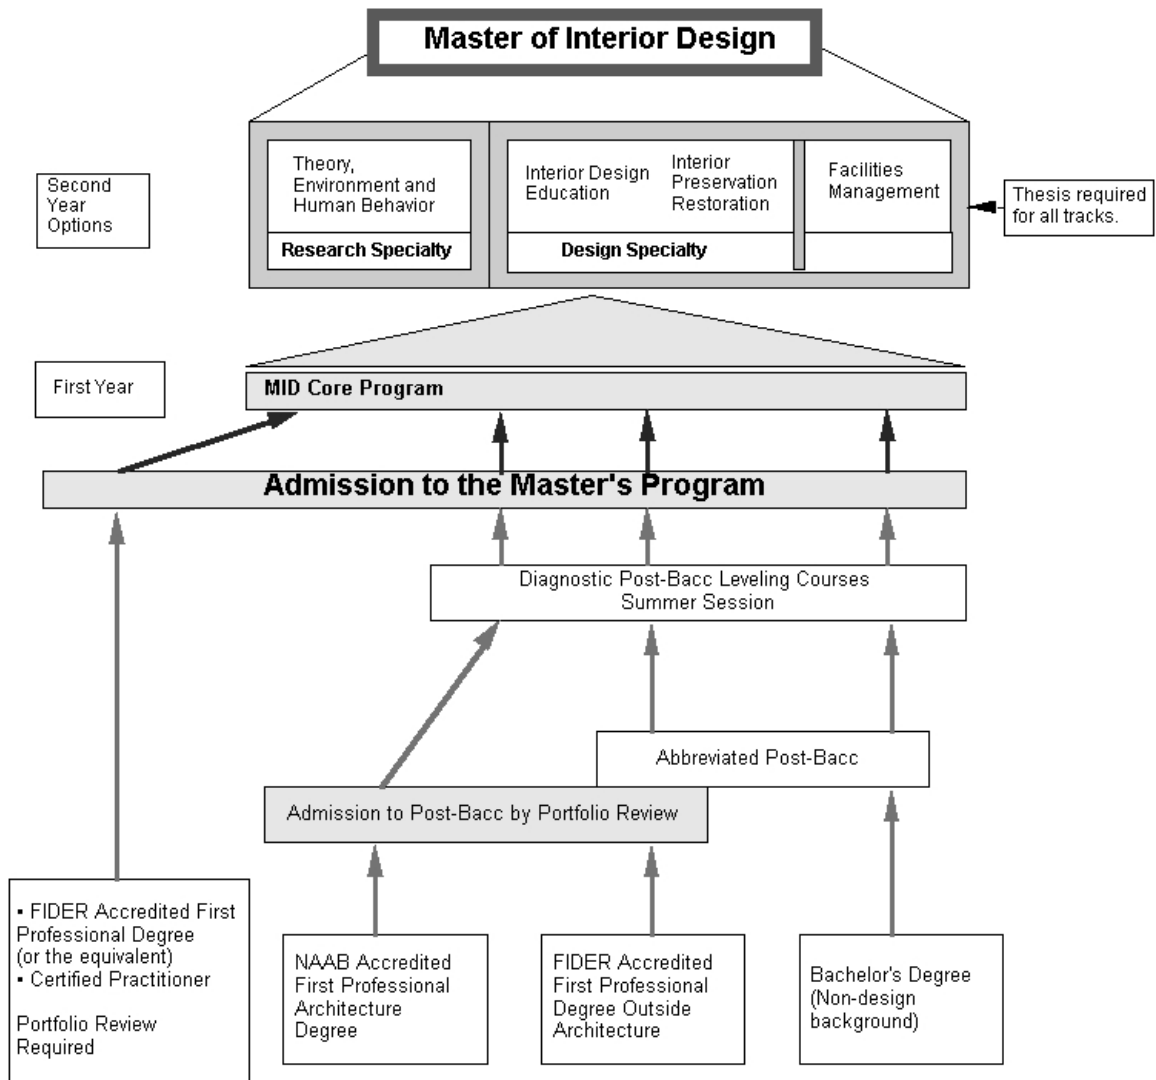 Master of Interior Design
Second
Year
Options
Theory,
Environment and
Human Behavior
Research Specialty
Interior Design
Education
Interior
Preservation
Restoration
Design Specialty
Facilities
Management
Thesis required
for all tracks.
First Year
MID Core Program
Admission to the Master's Program
Diagnostic Post-Bacc Leveling Courses
Summer Session
Abbreviated Post-Bacc
Admission to Post-Bacc by Portfolio Review
▪ FIDER Accredited First
Professional Degree
(or the equivalent)
▪ Certified Practitioner
Portfolio Review
Required
NAAB Accredited
First Professional
Architecture
Degree
FIDER Accredited
First Professional
Degree Outside
Architecture
Bachelor's Degree
(Non-design
background)